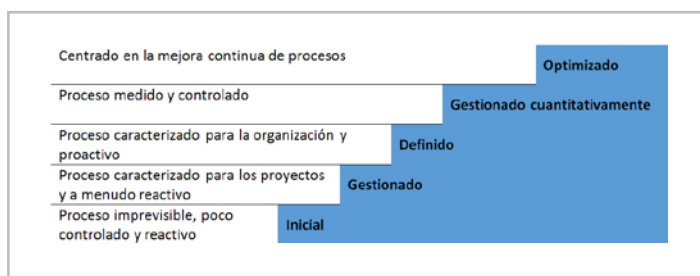 Centrado en la mejora continua de procesos
Optimizado
Proceso medido y controlado
Gestionado cuantitativamente
Proceso caracterizado para la organización y
proactivo
Definido
Proceso caracterizado para los proyectos
y a menudo reactivo
Gestionado
Proceso imprevisible, poco
controlado y reactivo
Inicial